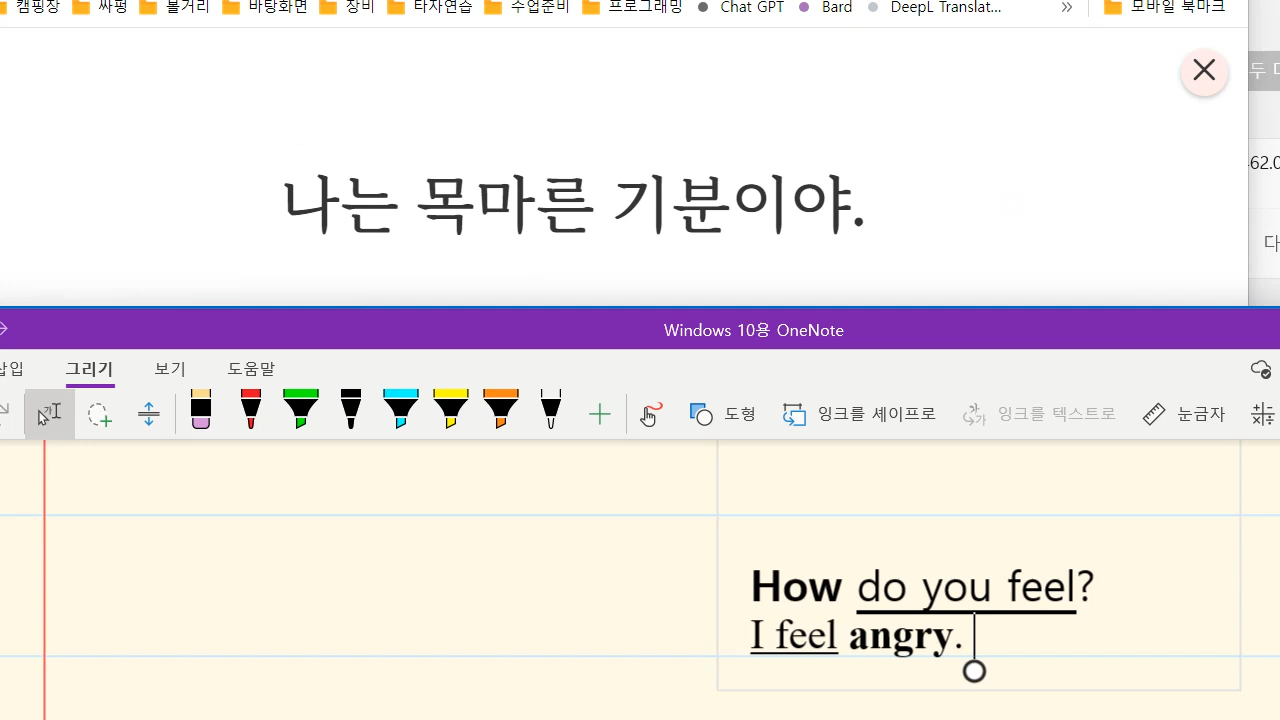 캠핑장 싸펑 볼거리 바탕화면 장비 타자연습 수업준비 프로그래밍 Chat GPT Bard DeepL Translat... » 모바일 북마크
두
나는 목마른 기분이야.
Windows 10용 OneNote
삽입 그리기 보기 도움말
도형 잉크를 셰이프로 잉크를 텍스트로 눈금자
How do you feel?
I feel angry.